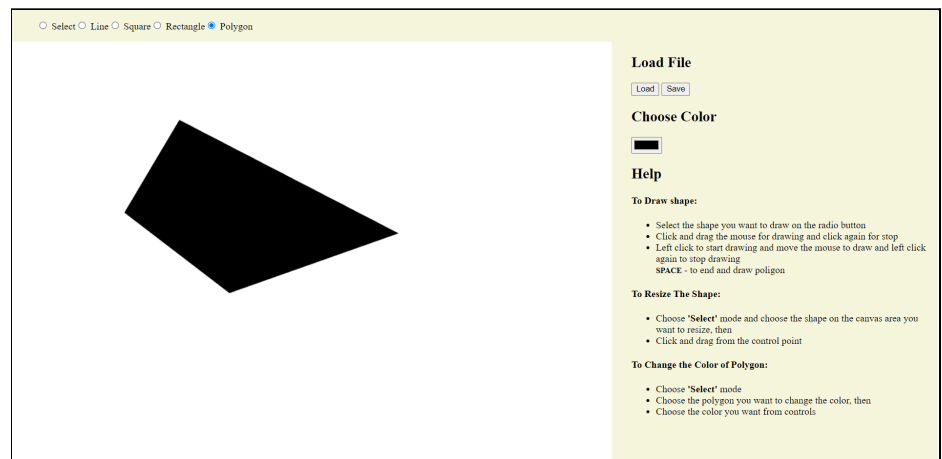 Select Line Square Rectangle Polygon
Load File
Load Save
Choose Color
Help
To Draw shape:
Select the shape you want to draw on the radio button
Click and drag the mouse for drawing and click again for stop
Left click to start drawing and move the mouse to draw and left click
again to stop drawing
SPACE - to end and draw poligon
To Resize The Shape:
Choose 'Select' mode and choose the shape on the canvas area you
want to resize, then
Click and drag from the control point
To Change the Color of Polygon:
Choose 'Select' mode
Choose the polygon you want to change the color, then
Choose the color you want from controls